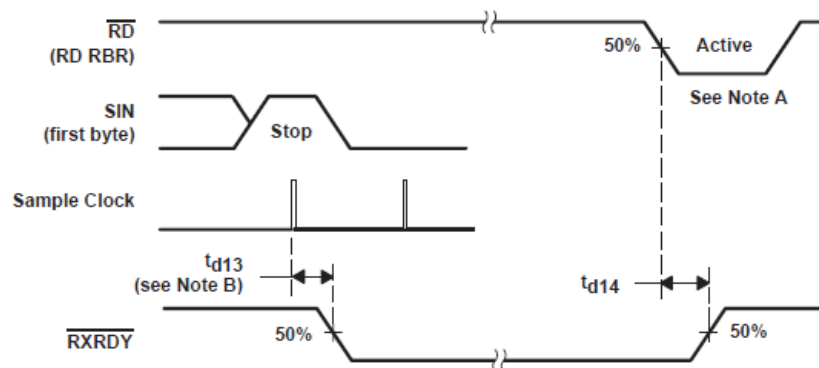 RD
(RD RBR)
50%
Active
See Note A
SIN
(first byte)
Stop
Sample Clock
td13
(see Note B)
td14
RXRDY
50%
50%